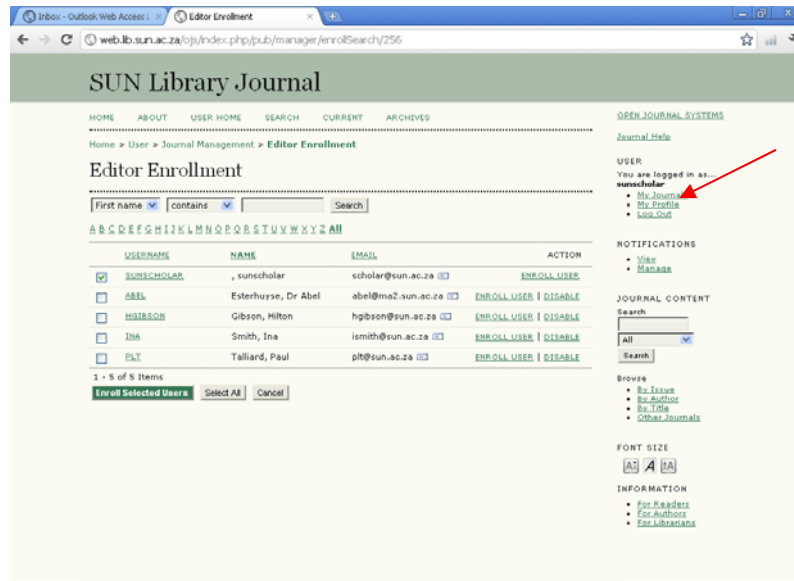 Inbox - Outlook Web Access L
Editor Enrollment
web.lib.sun.ac.za/ojs/index.php/pub/manager/enrollSearch/256
SUN Library Journal
HOME ABOUT USER HOME SEARCH CURRENT ARCHIVES
Home > User > Journal Management > Editor Enrollment
Editor Enrollment
First name contains Search
A B C D E F G H I J K L M N O P Q R S T U V W X Y Z All
USERNAME NAME EMAIL ACTION
SUNSCHOLAR , sunscholar scholar@sun.ac.za ENROLL USER
ABEL Esterhuyse, Dr Abel abel@ma2.sun.ac.za ENROLL USER | DISABLE
HGIBSON Gibson, Hilton hgibson@sun.ac.za ENROLL USER | DISABLE
INA Smith, Ina ismith@sun.ac.za ENROLL USER | DISABLE
PLT Talliard, Paul plt@sun.ac.za ENROLL USER | DISABLE
1 - 5 of 5 Items
Enroll Selected Users Select All Cancel
OPEN JOURNAL SYSTEMS
Journal Help
USER
You are logged in as...
sunscholar
My Journals
My Profile
Log Out
NOTIFICATIONS
View
Manage
JOURNAL CONTENT
Search
All
Search
Browse
By Issue
By Author
By Title
Other Journals
FONT SIZE
A A A
INFORMATION
For Readers
For Authors
For Librarians